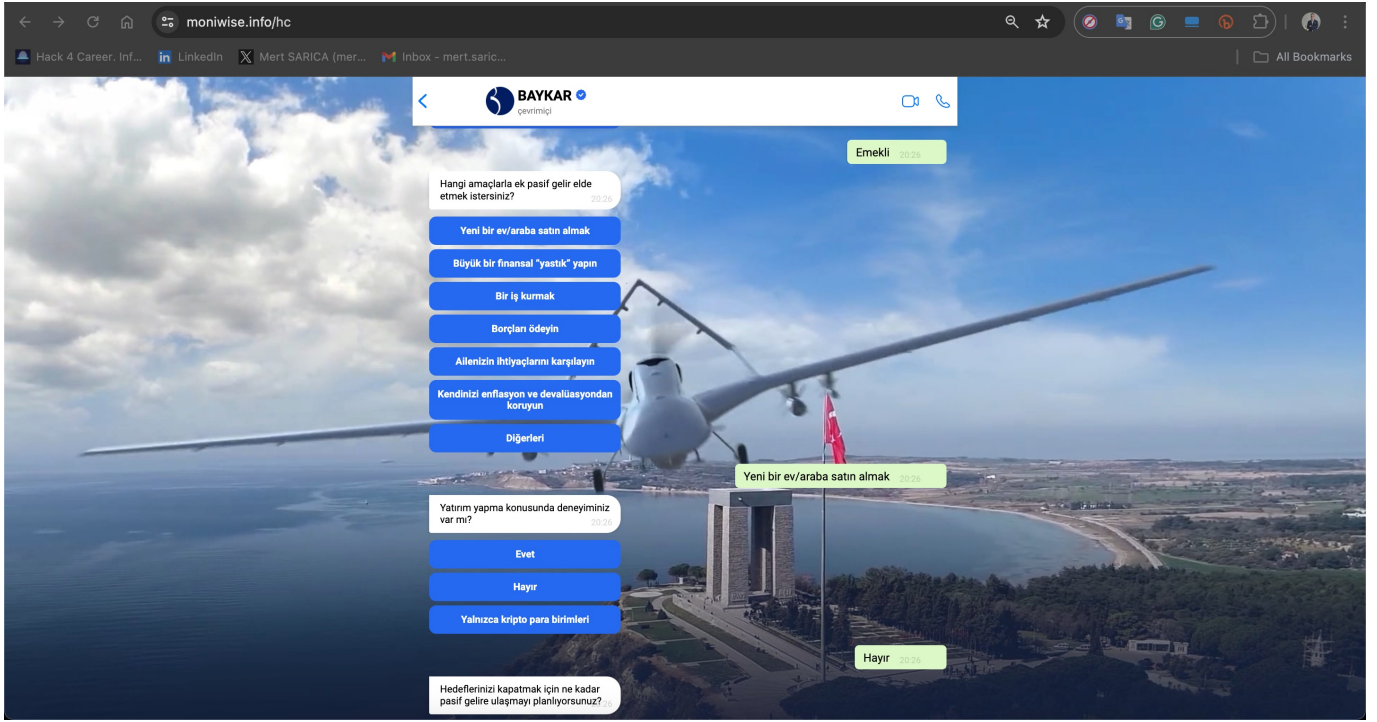 moniwise.info/hc
Hack 4 Career. Inf...
LinkedIn
Mert SARICA (mer...
Inbox - mert.saric...
All Bookmarks
BAYKAR
çevrimiçi
Emekli 20:26
Hangi amaçlarla ek pasif gelir elde
etmek istersiniz? 20:26
Yeni bir ev/araba satın almak
Büyük bir finansal “yastık” yapın
Bir iş kurmak
Borçları ödeyin
Ailenizin ihtiyaçlarını karşılayın
Kendinizi enflasyon ve devalüasyondan
koruyun
Diğerleri
Yeni bir ev/araba satın almak 20:26
Yatırım yapma konusunda deneyiminiz
var mı? 20:26
Evet
Hayır
Yalnızca kripto para birimleri
Hayır 20:26
Hedeflerinizi kapatmak için ne kadar
pasif gelire ulaşmayı planlıyorsunuz?